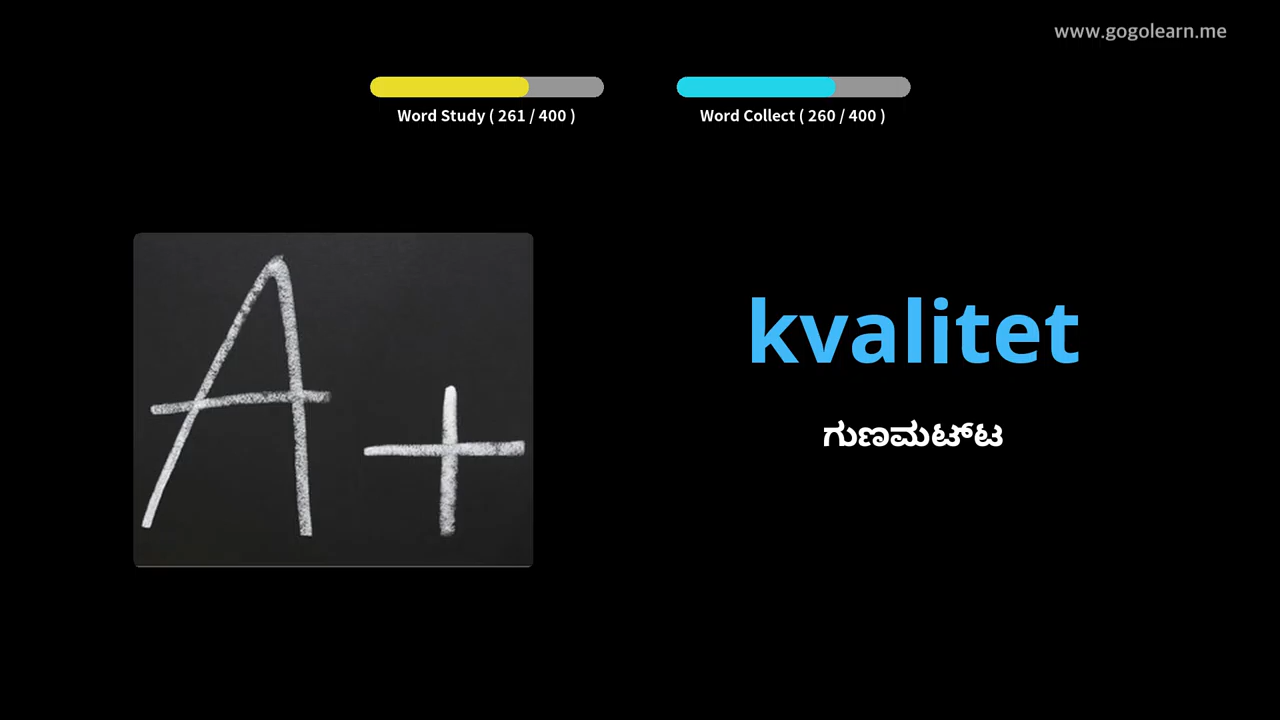 www.gogolearn.me
Word Study ( 261 / 400 )
Word Collect ( 260 / 400 )
A+
kvalitet
ಗುಣಮಟ್ಟ